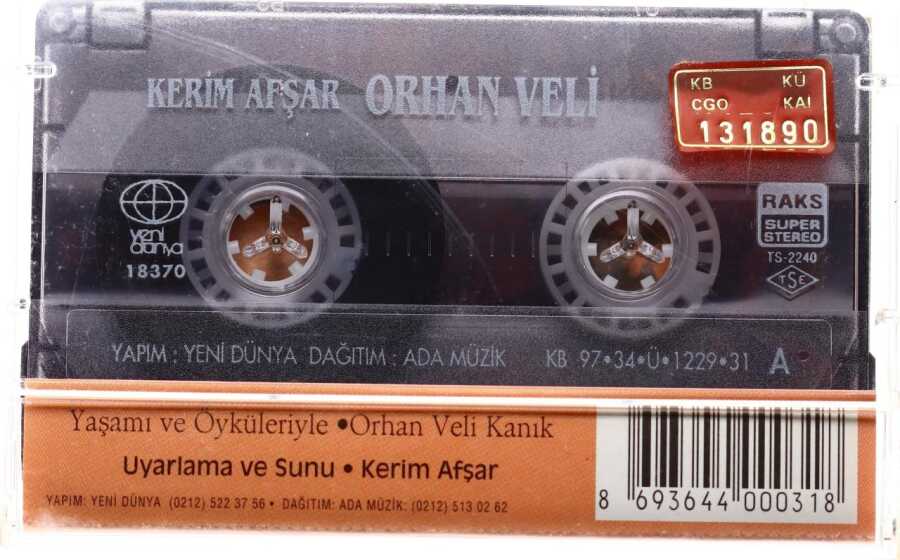 KERİM AFŞAR ORHAN VELİ
KB KÜ
CGO KAI
131890
yeni
dünya
18370
RAKS
SUPER
STEREO
TS-2240
TSE
YAPIM : YENİ DÜNYA DAĞITIM : ADA MÜZİK KB 97•34•Ü•1229•31 A
Yaşamı ve Öyküleriyle •Orhan Veli Kanık
Uyarlama ve Sunu • Kerim Afşar
YAPIM: YENİ DÜNYA (0212) 522 37 56 • DAĞITIM: ADA MÜZİK: (0212) 513 02 62
8 693644 000318